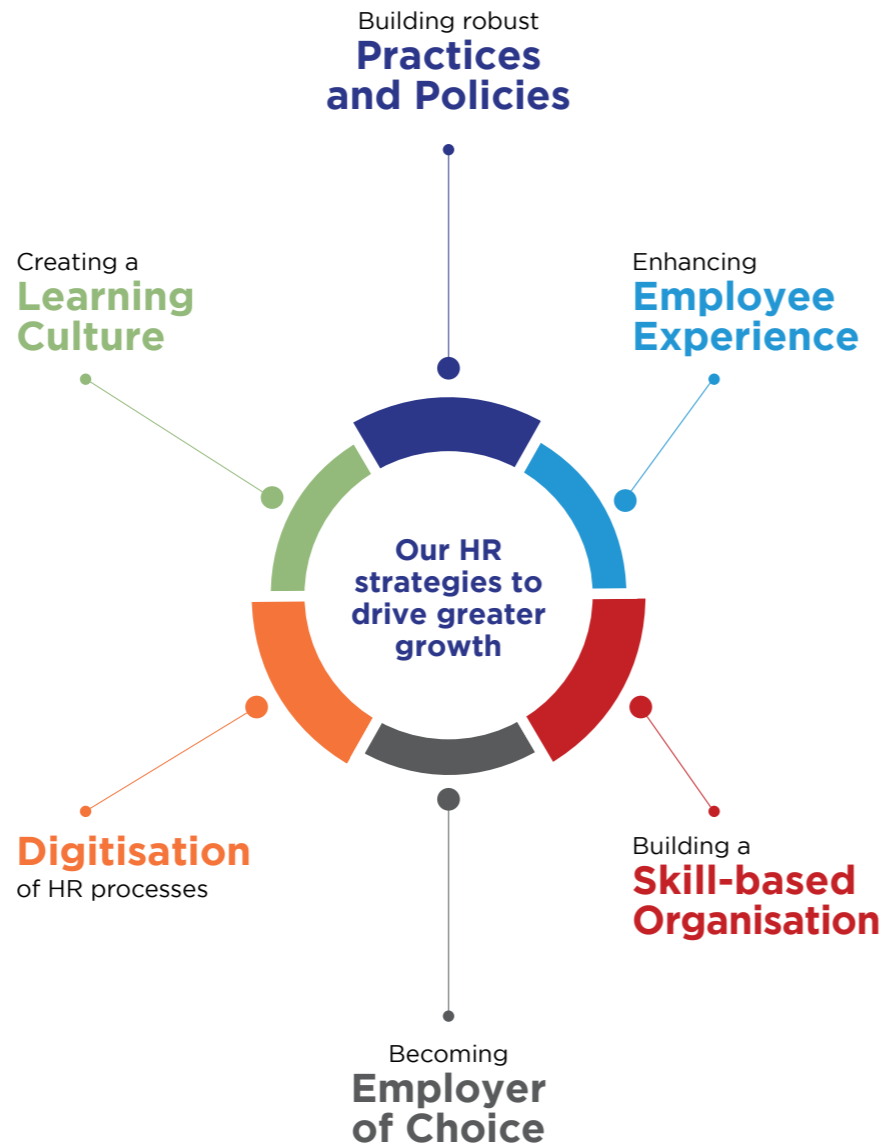 Building robust
Practices
and Policies
Creating a
Learning
Culture
Enhancing
Employee
Experience
Our HR
strategies to
drive greater
growth
Digitisation
of HR processes
Building a
Skill-based
Organisation
Becoming
Employer
of Choice